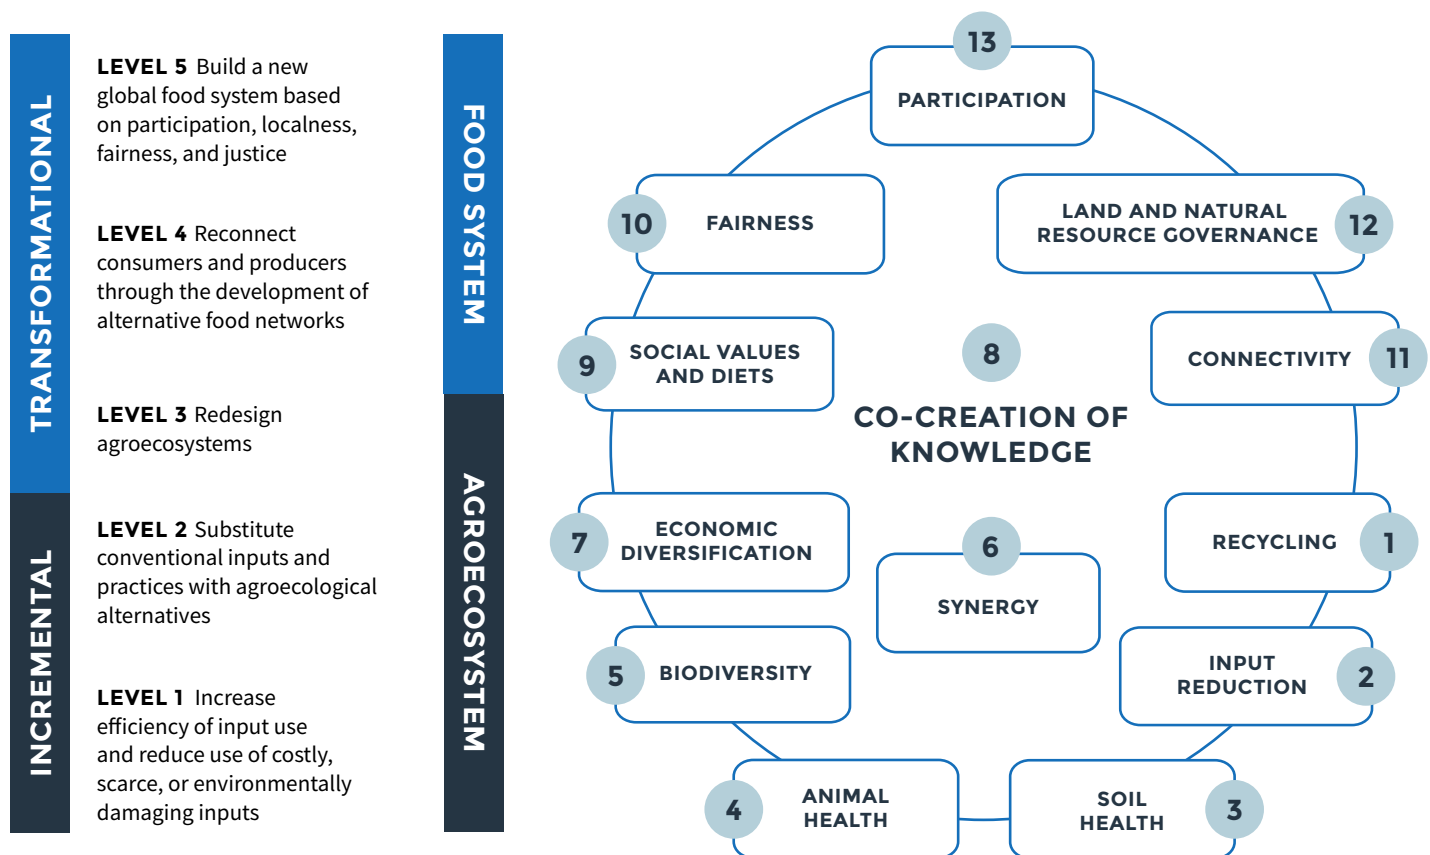 TRANSFORMATIONAL
INCREMENTAL
LEVEL 5 Build a new
global food system based
on participation, localness,
fairness, and justice
LEVEL 4 Reconnect
consumers and producers
through the development of
alternative food networks
LEVEL 3 Redesign
agroecosystems
LEVEL 2 Substitute
conventional inputs and
practices with agroecological
alternatives
LEVEL 1 Increase
efficiency of input use
and reduce use of costly,
scarce, or environmentally
damaging inputs
FOOD SYSTEM
AGROECOSYSTEM
13
PARTICIPATION
10
FAIRNESS
LAND AND NATURAL
RESOURCE GOVERNANCE
12
9
SOCIAL VALUES
AND DIETS
8
CO-CREATION OF
KNOWLEDGE
CONNECTIVITY
11
7
ECONOMIC
DIVERSIFICATION
6
SYNERGY
RECYCLING
1
5
BIODIVERSITY
INPUT
REDUCTION
2
4
ANIMAL
HEALTH
SOIL
HEALTH
3